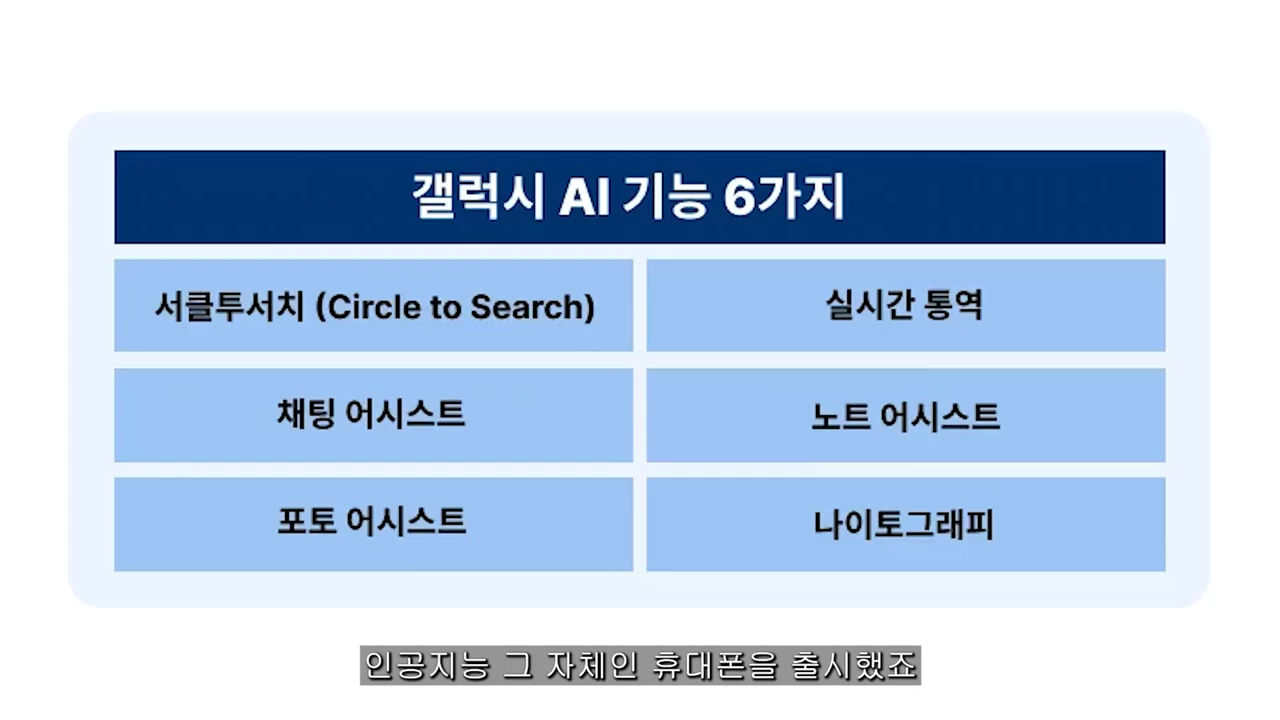 갤럭시 AI 기능 6가지
서클투서치 (Circle to Search)
실시간 통역
채팅 어시스트
노트 어시스트
포토 어시스트
나이토그래피
인공지능 그 자체인 휴대폰을 출시했죠